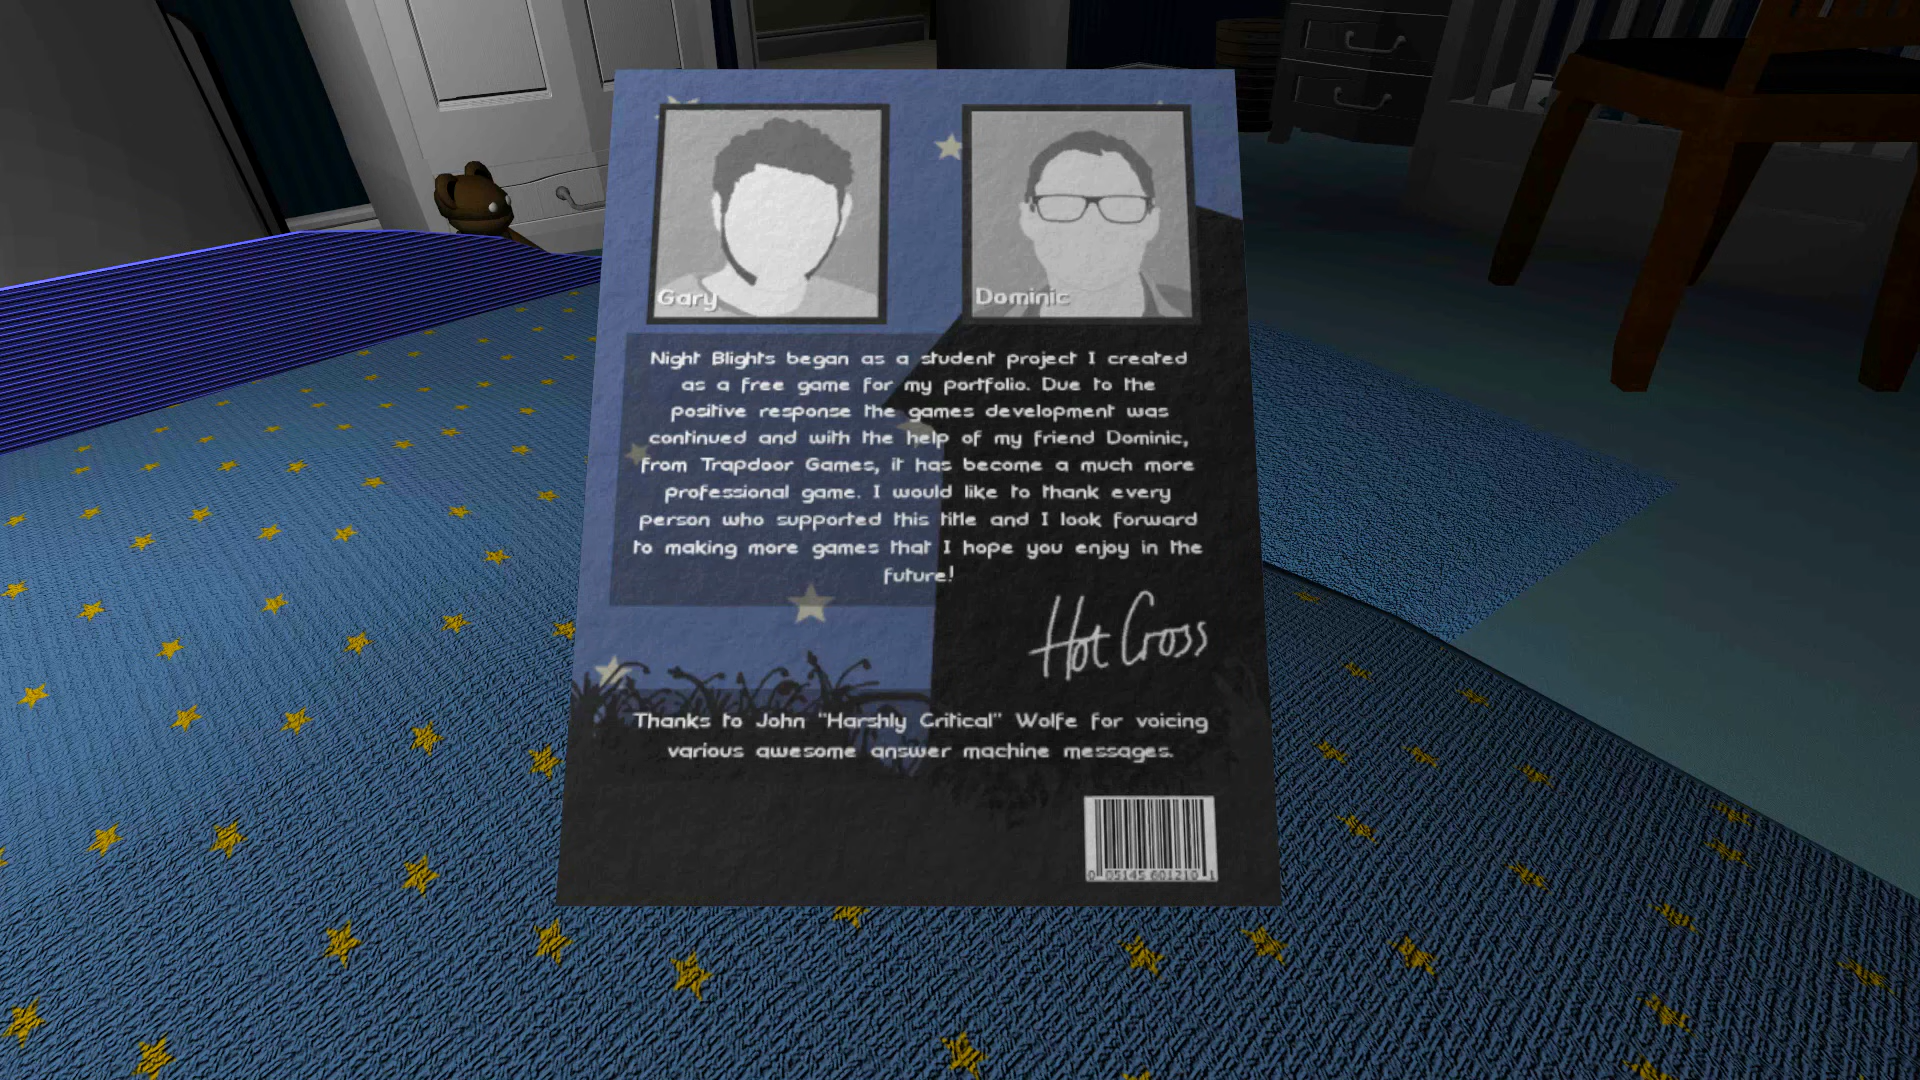 Gary
Dominic
Night Blights began as a student project I created
as a free game for my portfolio. Due to the
positive response the games development was
continued and with the help of my friend Dominic,
from Trapdoor Games, it has become a much more
professional game. I would like to thank every
person who supported this title and I look forward
to making more games that I hope you enjoy in the
future!
Hot Cross
Thanks to John "Harshly Critical" Wolfe for voicing
various awesome answer machine messages.